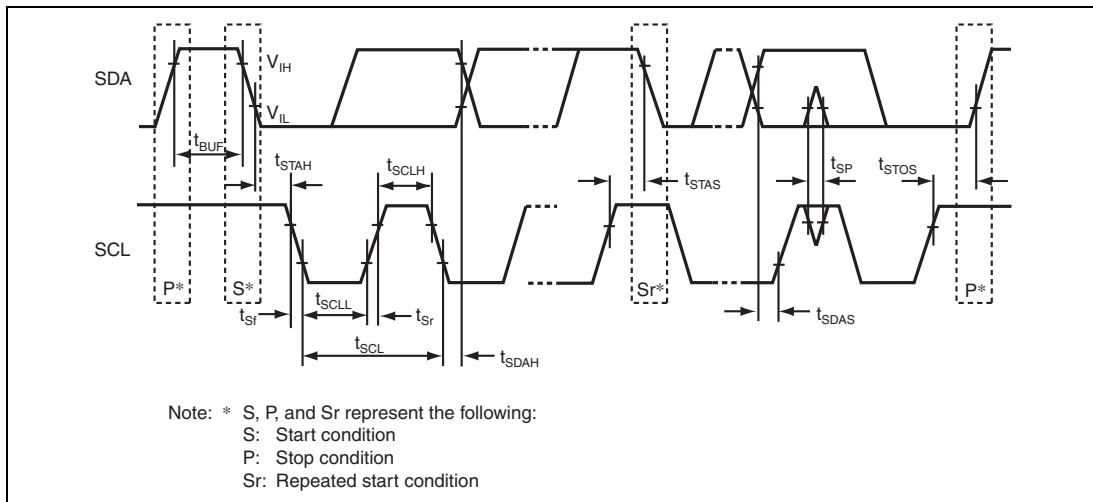 SDA
V_IH
V_IL
t_BUF
t_STAH
t_SCLH
t_STAS
t_SP
t_STOS
SCL
P*
S*
Sr*
P*
t_Sf
t_SCLL
t_Sr
t_SDAS
t_SCL
t_SDAH
Note: * S, P, and Sr represent the following:
S: Start condition
P: Stop condition
Sr: Repeated start condition